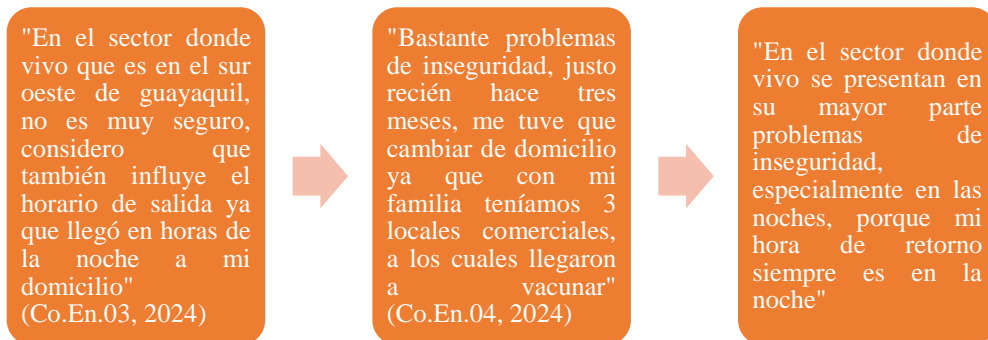 "En el sector donde
vivo que es en el sur
oeste de guayaquil,
no es muy seguro,
considero que
también influye el
horario de salida ya
que llegó en horas de
la noche a mi
domicilio"
(Co.En.03, 2024)
"Bastante problemas
de inseguridad, justo
recién hace tres
meses, me tuve que
cambiar de domicilio
ya que con mi
familia teníamos 3
locales comerciales,
a los cuales llegaron
a vacunar"
(Co.En.04, 2024)
"En el sector donde
vivo se presentan en
su mayor parte
problemas de
inseguridad,
especialmente en las
noches, porque mi
hora de retorno
siempre es en la
noche"